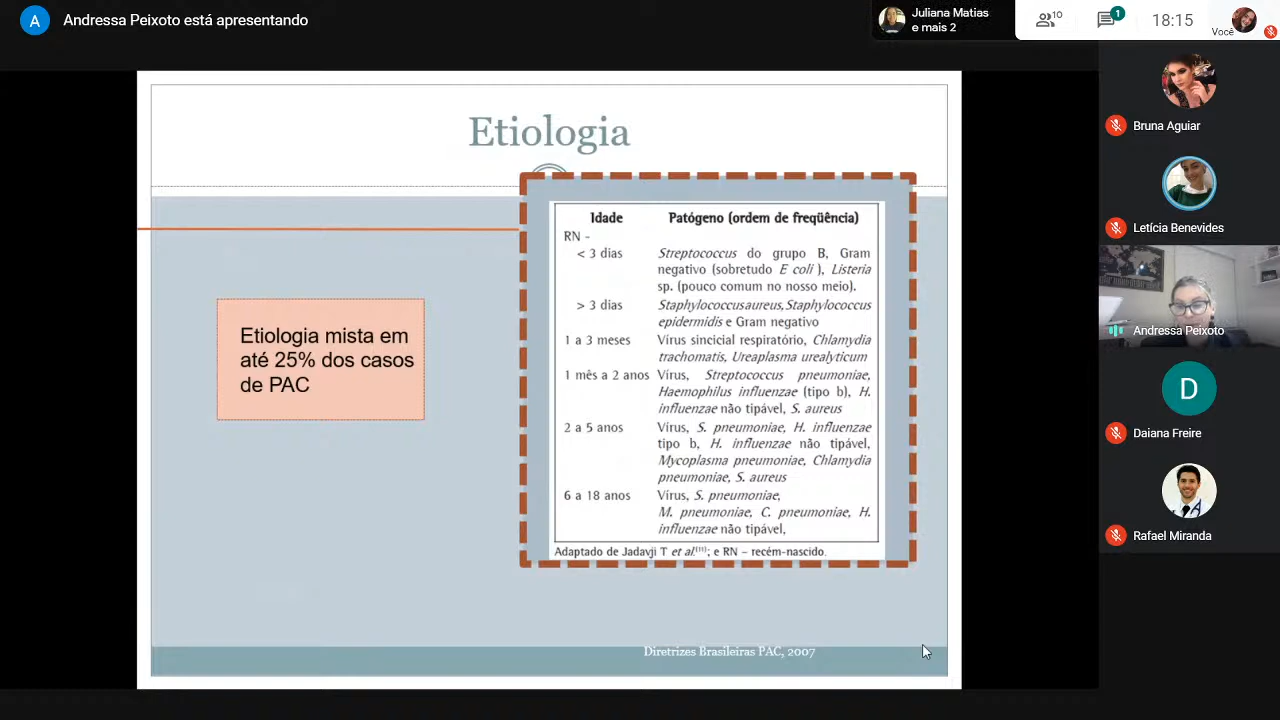 A
Andressa Peixoto está apresentando
Juliana Matias
e mais 2
10
1
18:15
Você
Etiologia
Etiologia mista em
até 25% dos casos
de PAC
Idade Patógeno (ordem de freqüência)
RN -
< 3 dias Streptococcus do grupo B, Gram
negativo (sobretudo E coli ), Listeria
sp. (pouco comum no nosso meio).
> 3 dias Staphylococcus aureus, Staphylococcus
epidermidis e Gram negativo
1 a 3 meses Vírus sincicial respiratório, Chlamydia
trachomatis, Ureaplasma urealyticum
1 mês a 2 anos Vírus, Streptococcus pneumoniae,
Haemophilus influenzae (tipo b), H.
influenzae não tipável, S. aureus
2 a 5 anos Vírus, S. pneumoniae, H. influenzae
tipo b, H. influenzae não tipável,
Mycoplasma pneumoniae, Chlamydia
pneumoniae, S. aureus
6 a 18 anos Vírus, S. pneumoniae,
M. pneumoniae, C. pneumoniae, H.
influenzae não tipável,
Adaptado de Jadavji T et al.(11); e RN – recém-nascido.
Diretrizes Brasileiras PAC, 2007
Bruna Aguiar
Letícia Benevides
Andressa Peixoto
D
Daiana Freire
Rafael Miranda